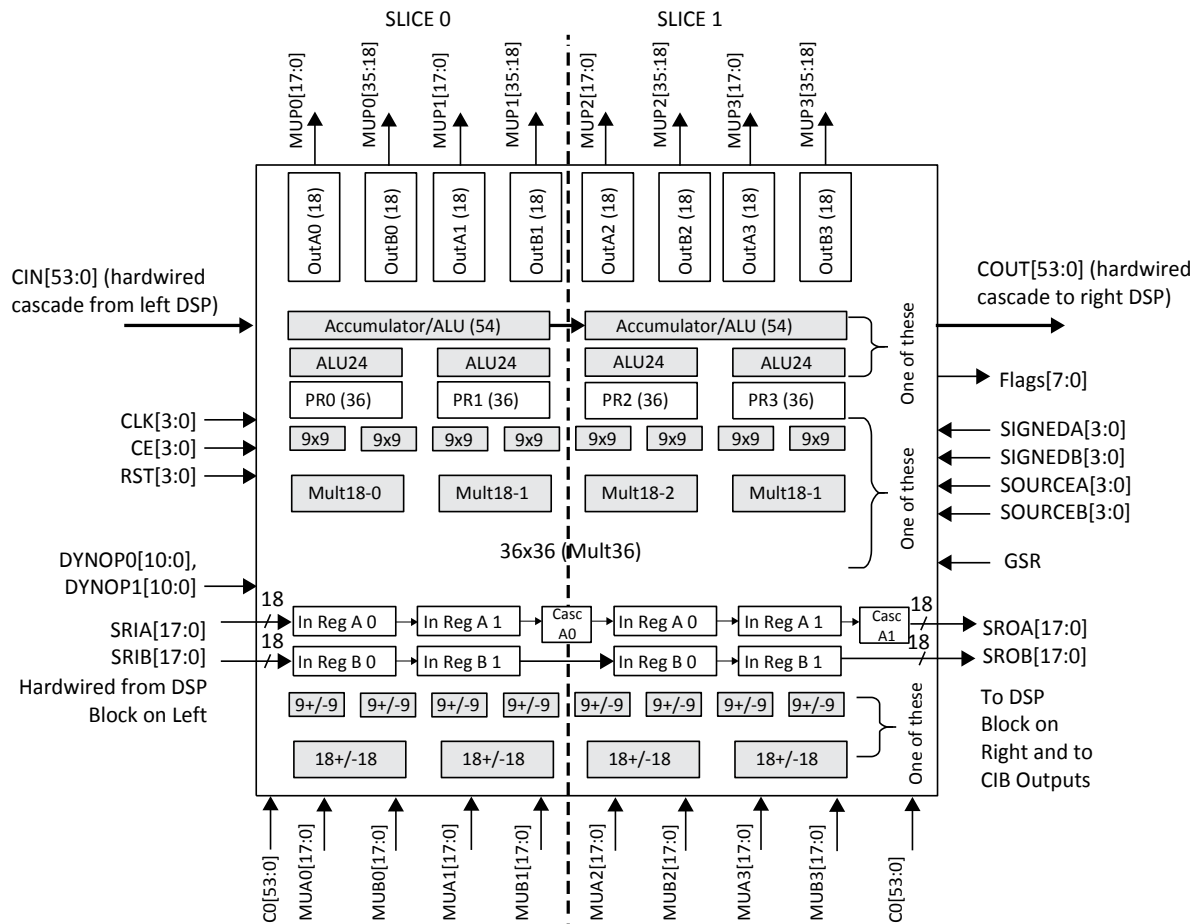 SLICE 0
SLICE 1
MUP0[17:0]
MUP0[35:18]
MUP1[17:0]
MUP1[35:18]
MUP2[17:0]
MUP2[35:18]
MUP3[17:0]
MUP3[35:18]
OutA0 (18)
OutB0 (18)
OutA1 (18)
OutB1 (18)
OutA2 (18)
OutB2 (18)
OutA3 (18)
OutB3 (18)
CIN[53:0] (hardwired
cascade from left DSP)
COUT[53:0] (hardwired
cascade to right DSP)
Accumulator/ALU (54)
Accumulator/ALU (54)
ALU24
ALU24
ALU24
ALU24
One of these
Flags[7:0]
PR0 (36)
PR1 (36)
PR2 (36)
PR3 (36)
CLK[3:0]
CE[3:0]
RST[3:0]
9x9
9x9
9x9
9x9
9x9
9x9
9x9
9x9
SIGNEDA[3:0]
SIGNEDB[3:0]
SOURCEA[3:0]
SOURCEB[3:0]
Mult18-0
Mult18-1
Mult18-2
Mult18-1
One of these
36x36 (Mult36)
GSR
DYNOP0[10:0],
DYNOP1[10:0]
18
SRIA[17:0]
In Reg A 0
In Reg A 1
Casc
A0
In Reg A 0
In Reg A 1
Casc
A1
18
SROA[17:0]
18
SRIB[17:0]
In Reg B 0
In Reg B 1
In Reg B 0
In Reg B 1
18
SROB[17:0]
Hardwired from DSP
Block on Left
9+/-9
9+/-9
9+/-9
9+/-9
9+/-9
9+/-9
9+/-9
9+/-9
18+/-18
18+/-18
18+/-18
18+/-18
One of these
To DSP
Block on
Right and to
CIB Outputs
C0[53:0]
MUA0[17:0]
MUB0[17:0]
MUA1[17:0]
MUB1[17:0]
MUA2[17:0]
MUB2[17:0]
MUA3[17:0]
MUB3[17:0]
C0[53:0]